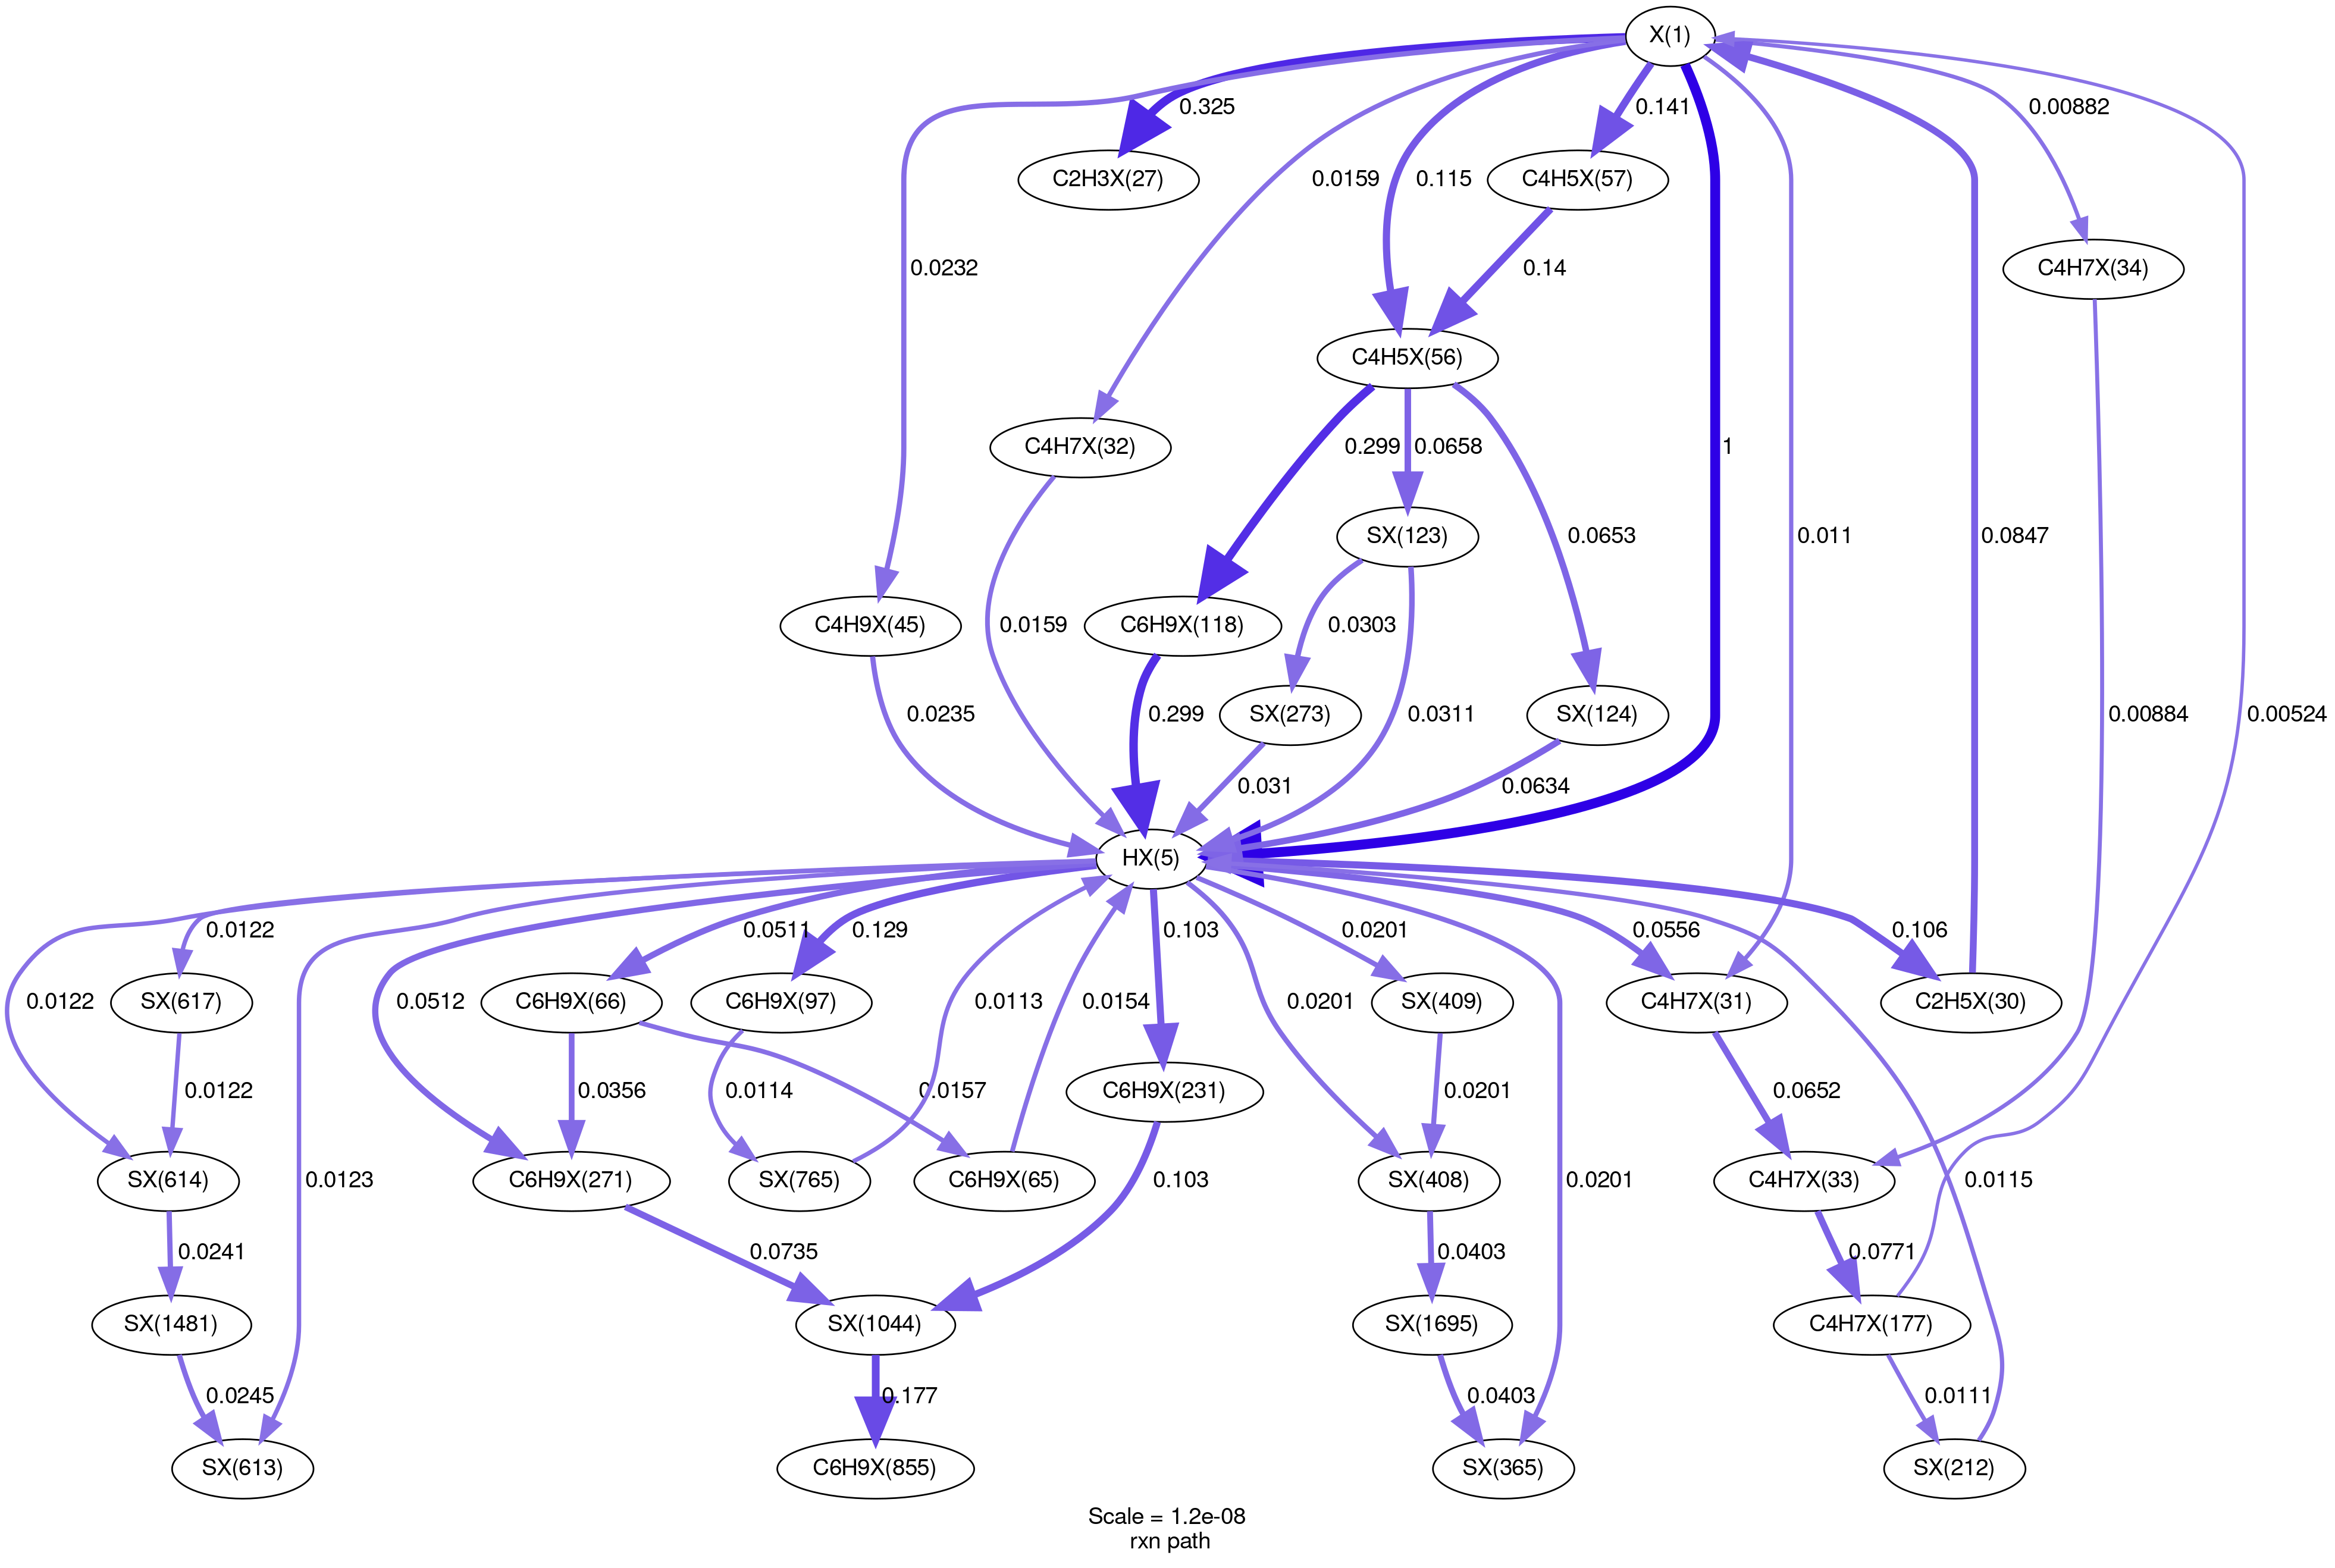 X(1)
0.325
0.141
0.00882
C2H3X(27)
C4H5X(57)
0.0159
0.115
0.0232
0.14
C4H7X(34)
C4H5X(56)
C4H7X(32)
0.299
0.0658
1
0.011
0.0847
SX(123)
0.0653
C4H9X(45)
0.0159
C6H9X(118)
0.0303
0.0235
0.299
SX(273)
0.0311
SX(124)
0.00884
0.00524
0.031
0.0634
HX(5)
0.0122
0.0511
0.129
0.103
0.0201
0.0556
0.106
0.0122
SX(617)
0.0512
C6H9X(66)
C6H9X(97)
0.0113
0.0154
0.0201
SX(409)
C4H7X(31)
C2H5X(30)
0.0122
0.0356
0.0114
0.0157
C6H9X(231)
0.0201
0.0652
SX(614)
0.0123
C6H9X(271)
SX(765)
C6H9X(65)
0.103
SX(408)
0.0201
C4H7X(33)
0.0115
0.0241
0.0735
0.0403
0.0771
SX(1481)
SX(1044)
SX(1695)
C4H7X(177)
0.0245
0.177
0.0403
0.0111
SX(613)
C6H9X(855)
SX(365)
SX(212)
Scale = 1.2e-08
rxn path